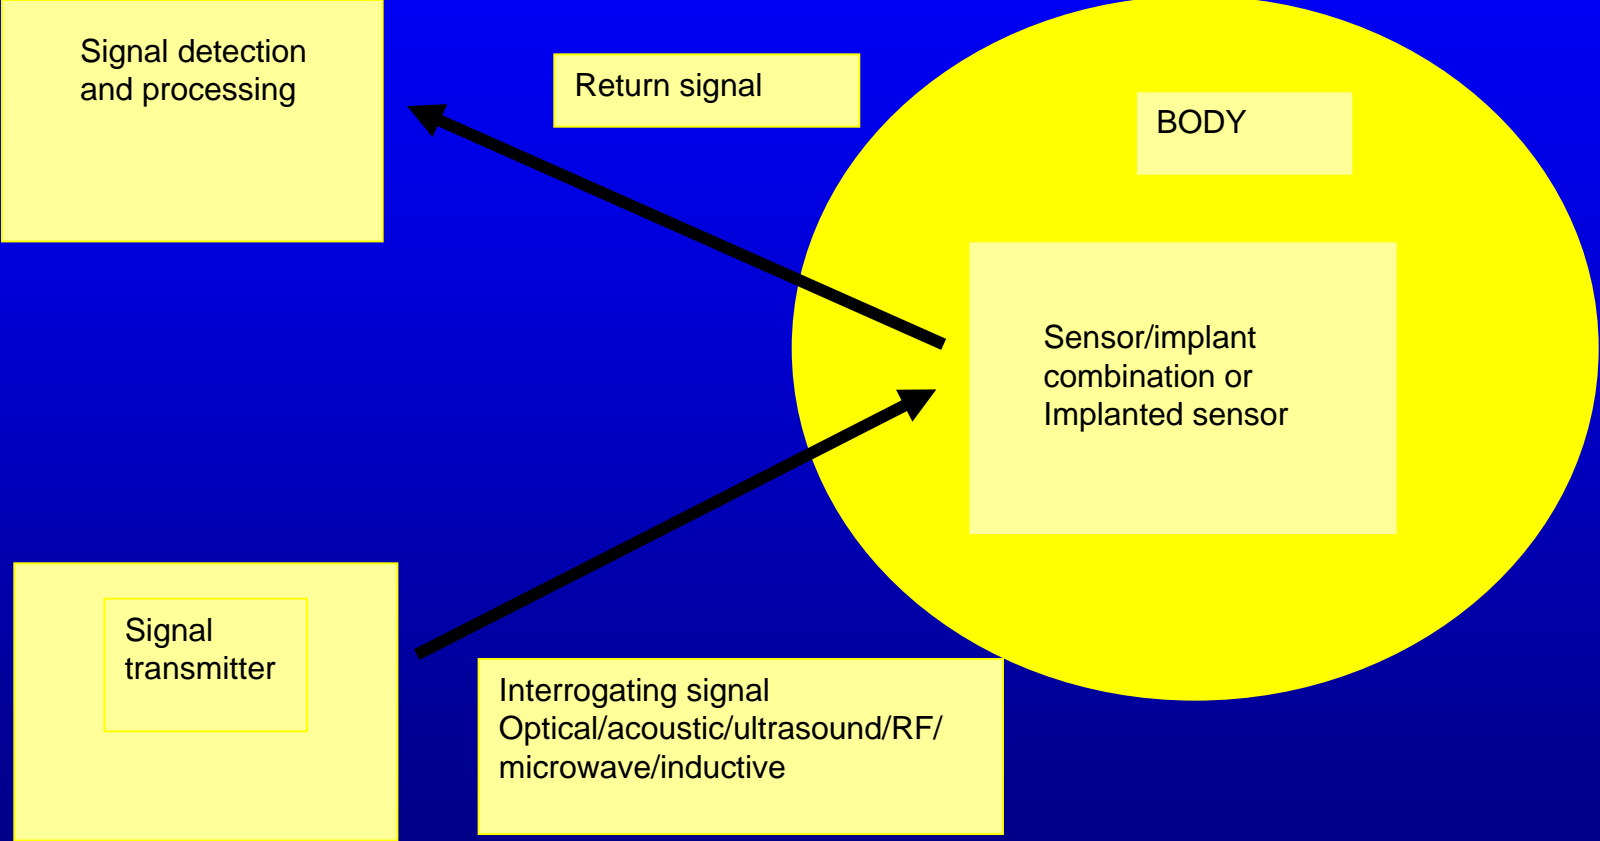 Signal detection
and processing
Return signal
BODY
Sensor/implant
combination or
Implanted sensor
Signal
transmitter
Interrogating signal
Optical/acoustic/ultrasound/RF/
microwave/inductive